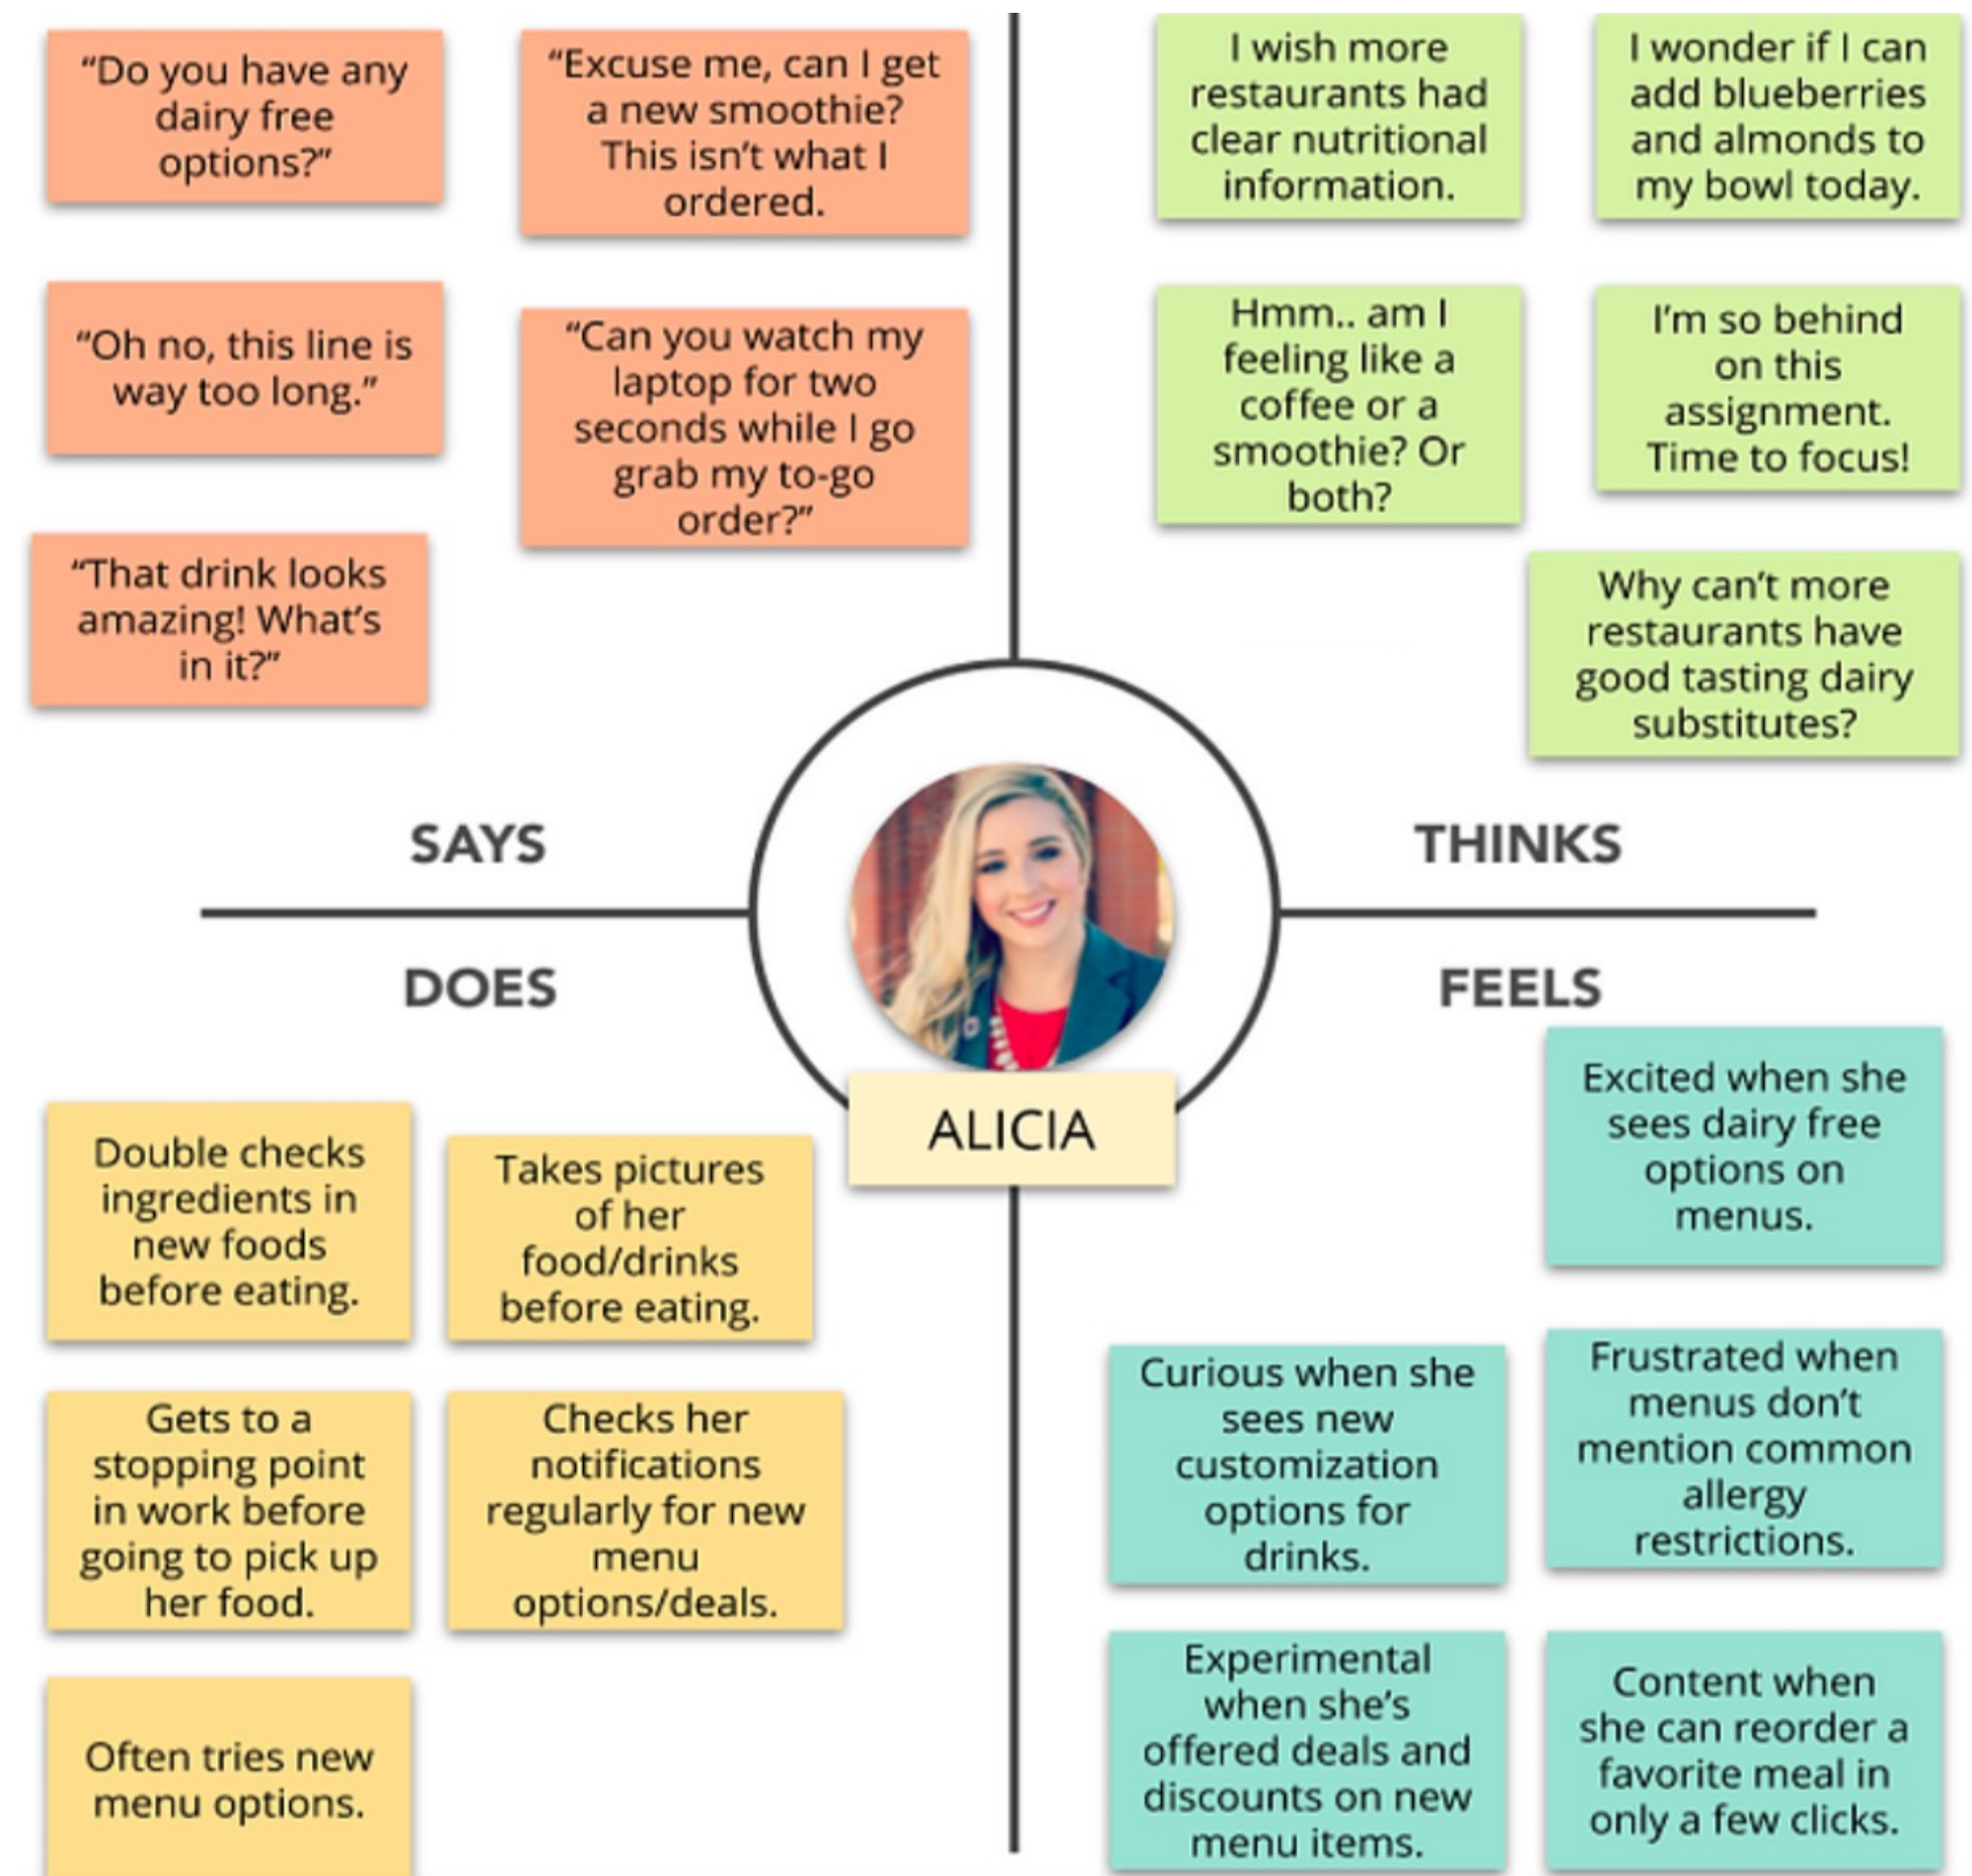 “Do you have any
dairy free
options?”
“Excuse me, can I get
a new smoothie?
This isn’t what I
ordered.
“Oh no, this line is
way too long.”
“Can you watch my
laptop for two
seconds while I go
grab my to-go
order?”
“That drink looks
amazing! What’s
in it?”
SAYS
I wish more
restaurants had
clear nutritional
information.
I wonder if I can
add blueberries
and almonds to
my bowl today.
Hmm.. am I
feeling like a
coffee or a
smoothie? Or
both?
I’m so behind
on this
assignment.
Time to focus!
Why can’t more
restaurants have
good tasting dairy
substitutes?
THINKS
ALICIA
DOES
Double checks
ingredients in
new foods
before eating.
Takes pictures
of her
food/drinks
before eating.
Gets to a
stopping point
in work before
going to pick up
her food.
Checks her
notifications
regularly for new
menu
options/deals.
Often tries new
menu options.
FEELS
Excited when she
sees dairy free
options on
menus.
Curious when she
sees new
customization
options for
drinks.
Frustrated when
menus don’t
mention common
allergy
restrictions.
Experimental
when she’s
offered deals and
discounts on new
menu items.
Content when
she can reorder a
favorite meal in
only a few clicks.